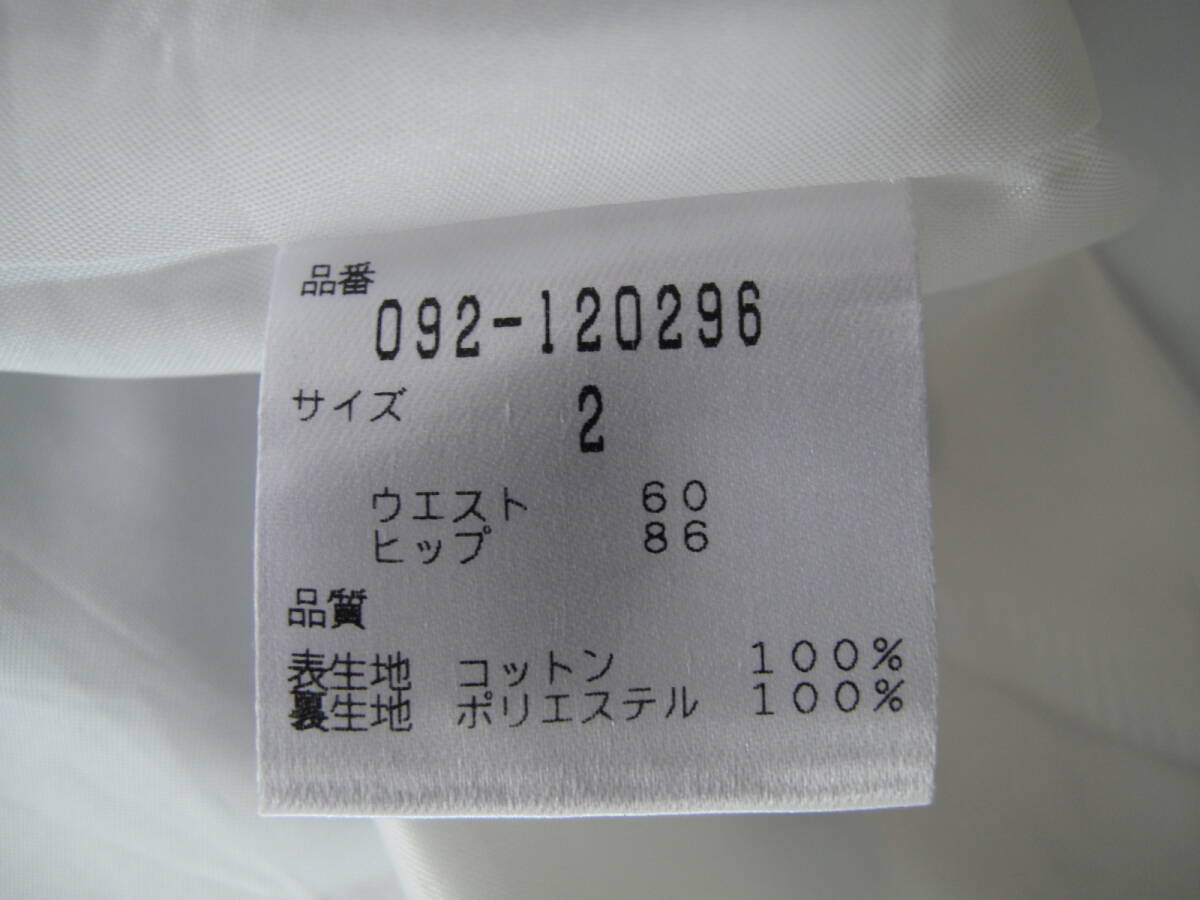 品番
092-120296
サイズ 2
ウエスト 60
ヒップ 86
品質
表生地 コットン 100%
裏生地 ポリエステル 100%